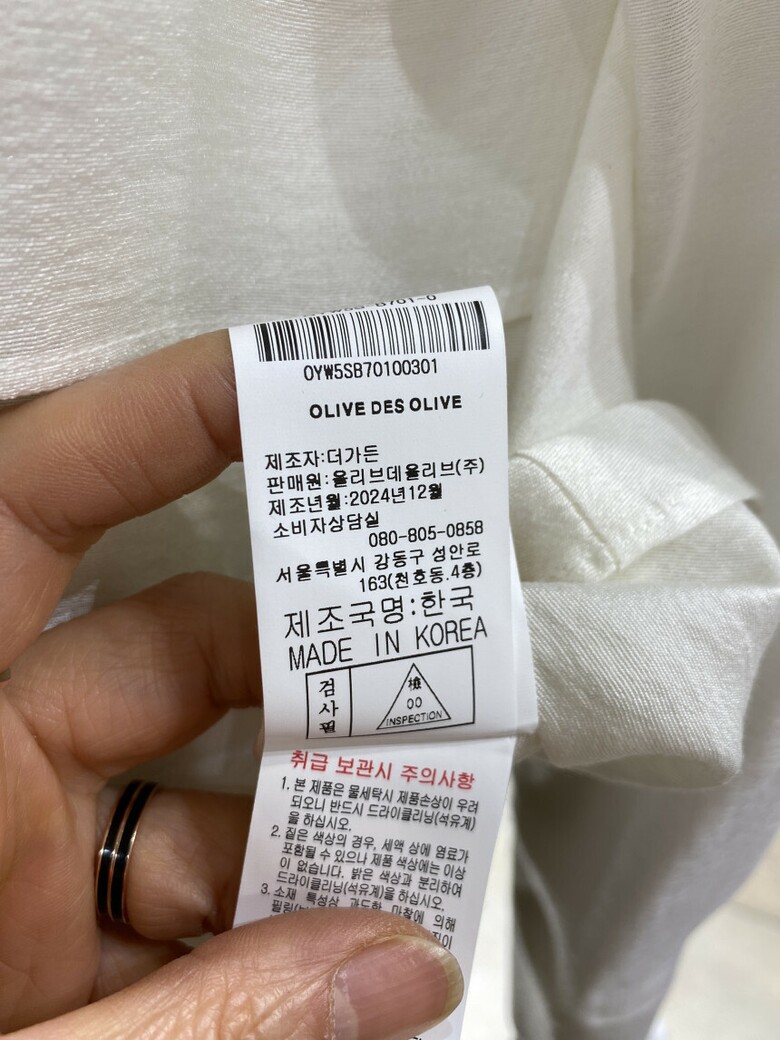 0YW5SB70100301
OLIVE DES OLIVE
제조자:더가든
판매원:올리브데올리브(주)
제조년월:2024년12월
소비자상담실
080-805-0858
서울특별시 강동구 성안로
163(천호동.4층)
제조국명:한국
MADE IN KOREA
검사필
檢
00
INSPECTION
취급 보관시 주의사항
1. 본 제품은 물세탁시 제품손상이 우려
되오니 반드시 드라이클리닝(석유계)
을 하십시오.
2. 짙은 색상의 경우, 세액 상에 염료가
포함될 수 있으나 제품 색상에는 이상
이 없습니다. 밝은 색상과 분리하여
드라이클리닝(석유계)을 하십시오.
3. 소재 특성상 과도한 마찰에 의해